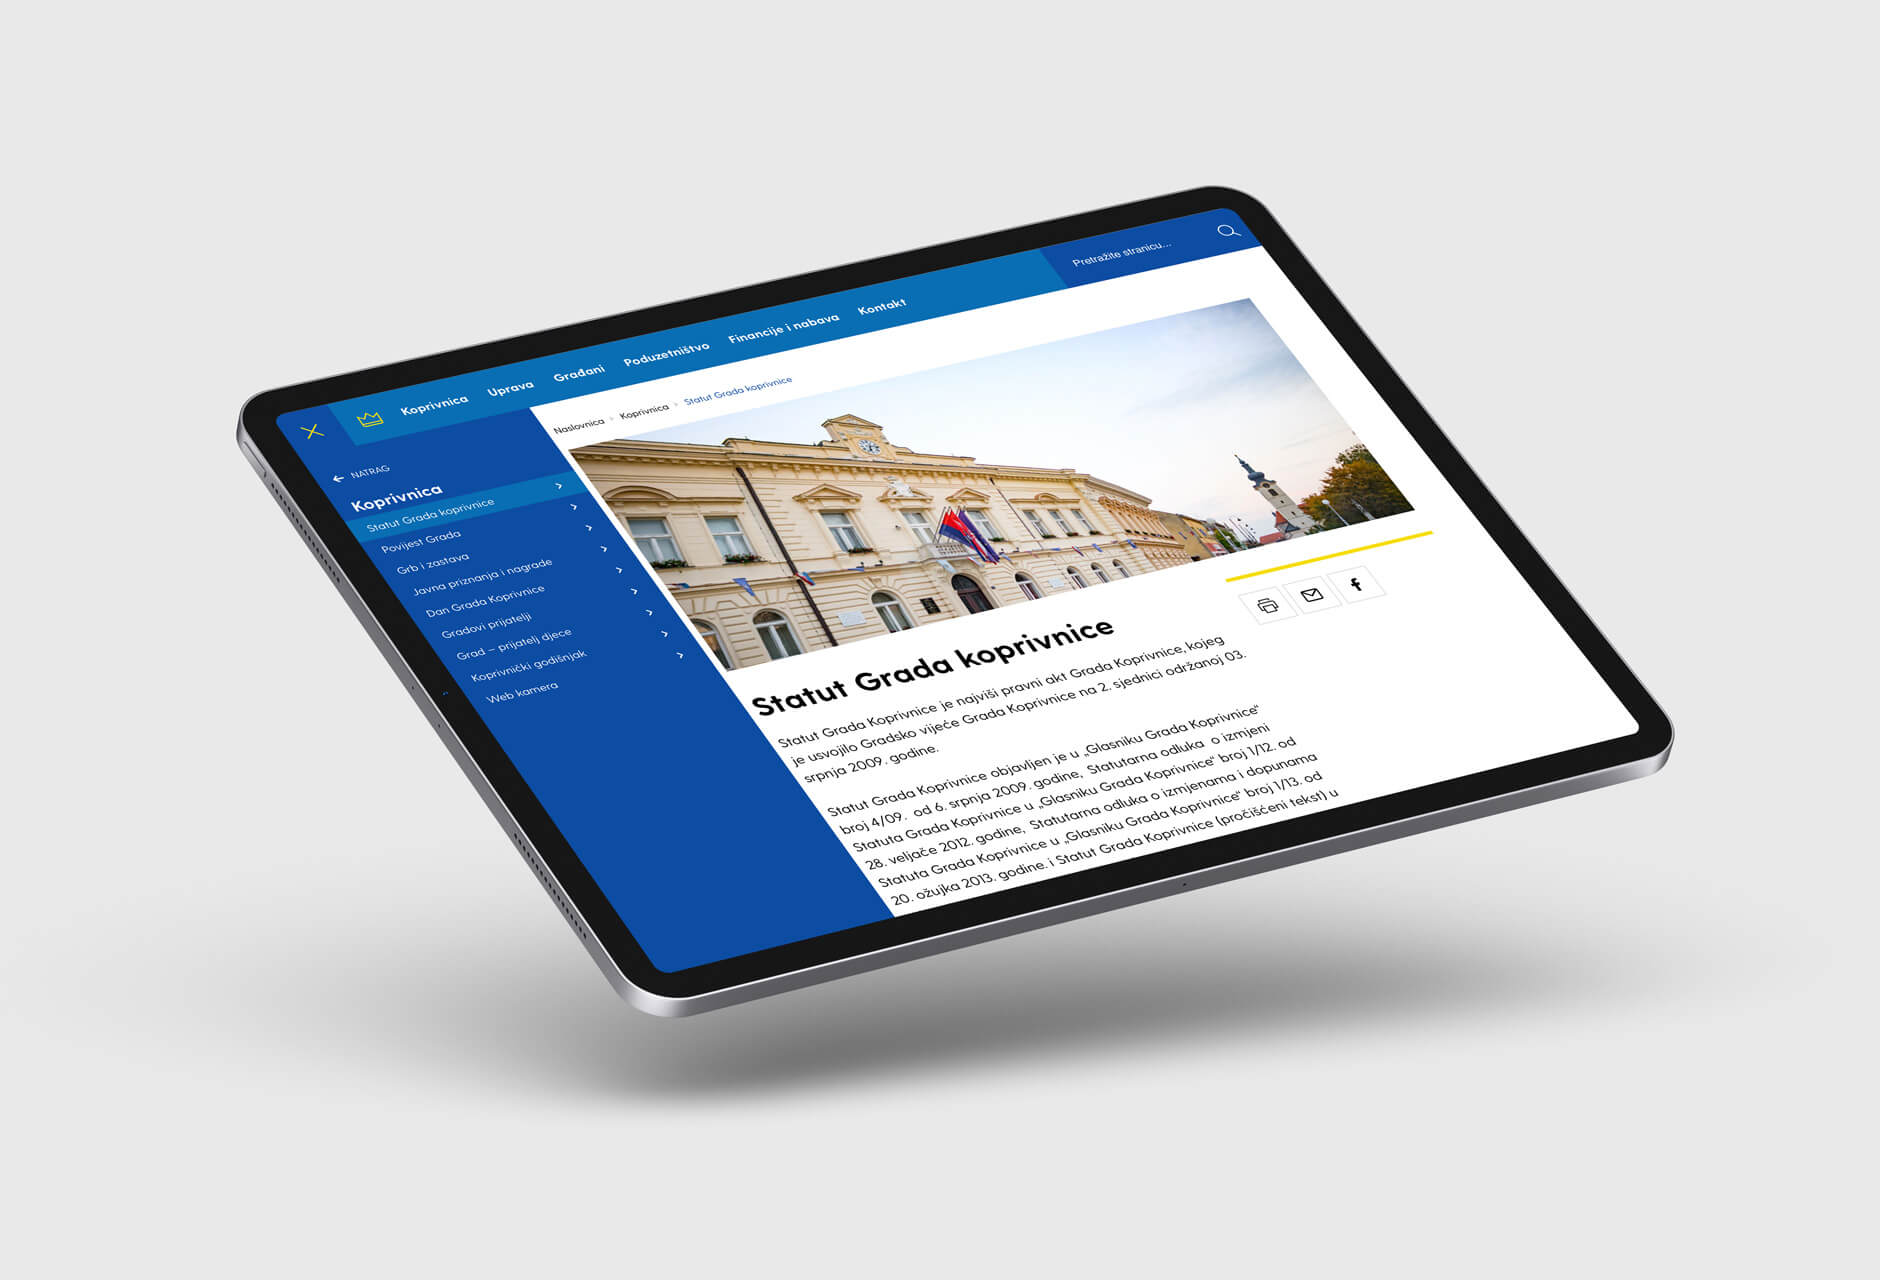 Koprivnica
Uprava
Građani
Poduzetništvo
Financije i nabava
Kontakt
Pretražite stranicu...
NATRAG
Koprivnica
Statut Grada koprivnice
Povijest Grada
Grb i zastava
Javna priznanja i nagrade
Dan Grada Koprivnice
Gradovi prijatelji
Grad – prijatelj djece
Koprivnički godišnjak
Web kamera
Naslovnica > Koprivnica > Statut Grada koprivnice
Statut Grada koprivnice
Statut Grada Koprivnice je najviši pravni akt Grada Koprivnice, kojeg
je usvojilo Gradsko vijeće Grada Koprivnice na 2. sjednici održanoj 03.
srpnja 2009. godine.
Statut Grada Koprivnice objavljen je u „Glasniku Grada Koprivnice“
broj 4/09. od 6. srpnja 2009. godine, Statutarna odluka o izmjeni
Statuta Grada Koprivnice u „Glasniku Grada Koprivnice“ broj 1/12. od
28. veljače 2012. godine, Statutarna odluka o izmjenama i dopunama
Statuta Grada Koprivnice u „Glasniku Grada Koprivnice“ broj 1/13. od
20. ožujka 2013. godine. i Statut Grada Koprivnice (pročišćeni tekst) u